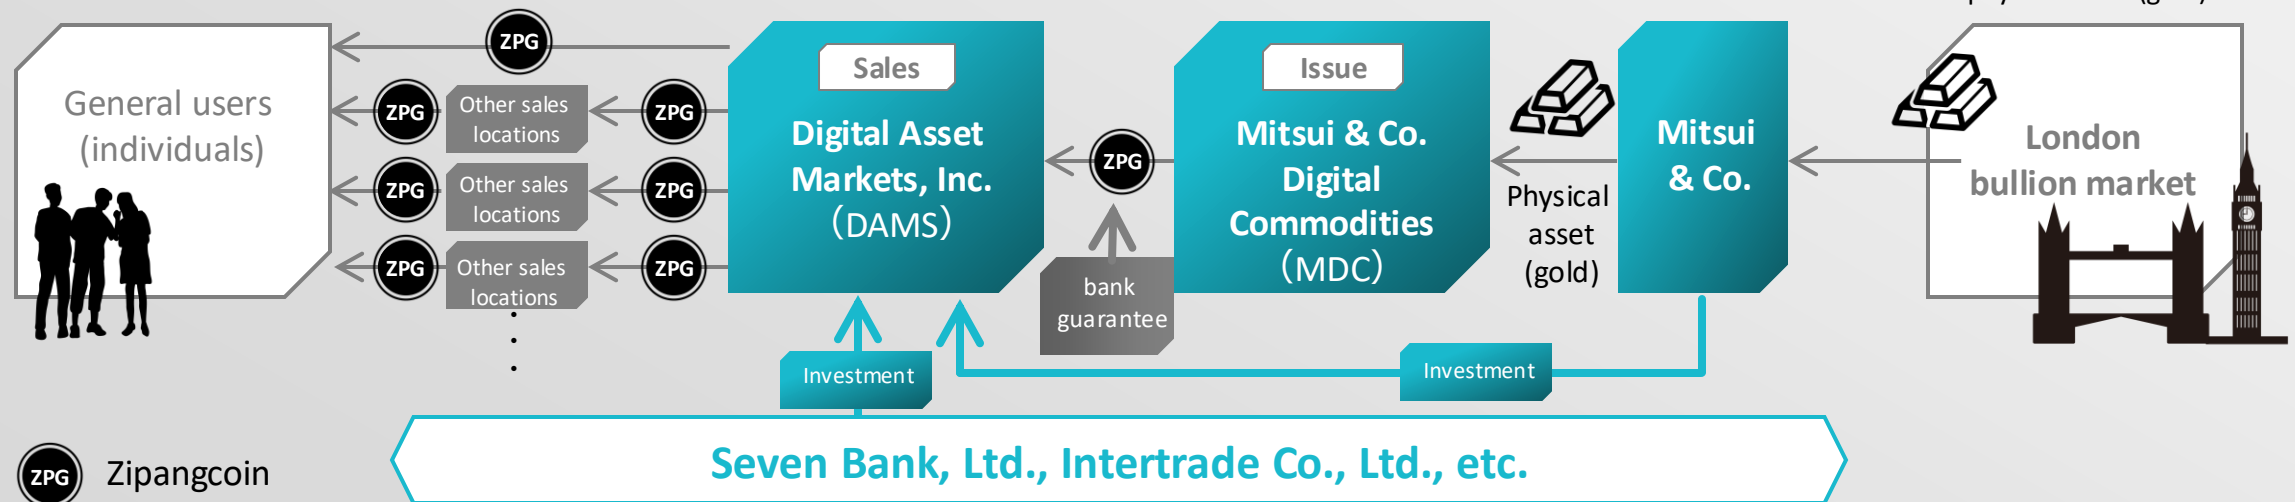 ZPG
Sales
Issue
General users
(individuals)
ZPG
Other sales
locations
ZPG
Digital Asset
Markets, Inc.
（DAMS）
ZPG
Mitsui & Co.
Digital
Commodities
（MDC）
Mitsui
& Co.
London
bullion market
ZPG
Other sales
locations
ZPG
Physical
asset
(gold)
ZPG
Other sales
locations
ZPG
bank
guarantee
.
.
.
Investment
Investment
ZPG
Zipangcoin
Seven Bank, Ltd., Intertrade Co., Ltd., etc.